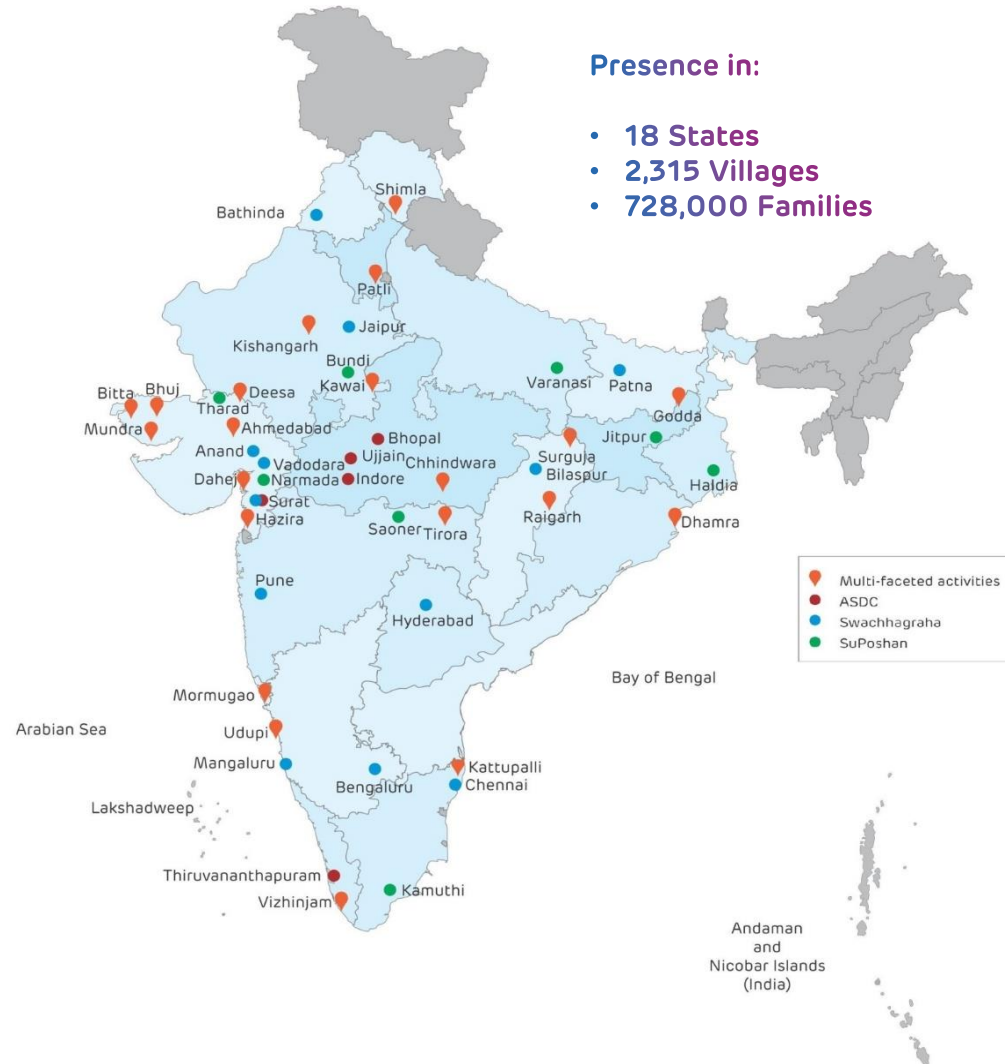 Presence in:
• 18 States
• 2,315 Villages
• 728,000 Families
Shimla
Bathinda
Patli
Jaipur
Kishangarh
Bundi
Kawai
Varanasi
Patna
Bitta
Bhuj
Deesa
Tharad
Godda
Mundra
Ahmedabad
Jitpur
Bhopal
Anand
Ujjain
Surguja
Vadodara
Chhindwara
Bilaspur
Dahej
Narmada
Indore
Haldia
Surat
Raigarh
Hazira
Saoner
Tirora
Dhamra
Pune
Hyderabad
Multi-faceted activities
ASDC
Swachhagraha
SuPoshan
Bay of Bengal
Mormugao
Arabian Sea
Udupi
Mangaluru
Bengaluru
Kattupalli
Chennai
Lakshadweep
Thiruvananthapuram
Kamuthi
Vizhinjam
Andaman
and
Nicobar Islands
(India)